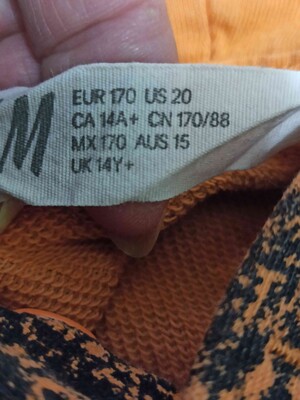 M
EUR 170 US 20
CA 14A+ CN 170/88
MX 170 AUS 15
UK 14Y+